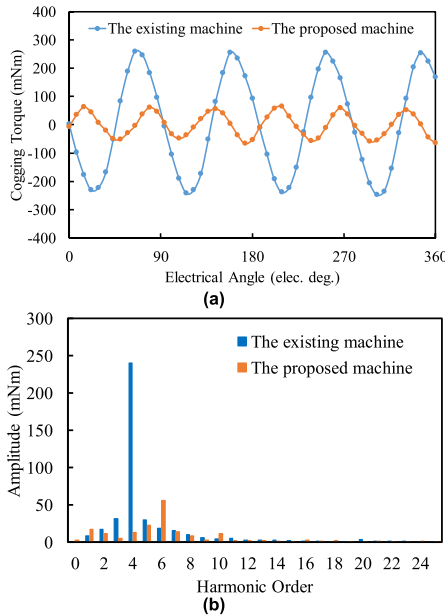 400
The existing machine
The proposed machine
300
200
100
0
-100
-200
-300
-400
Cogging Torque (mNm)
0
90
180
270
360
Electrical Angle (elec. deg.)
(a)
300
The existing machine
250
The proposed machine
200
150
100
50
0
Amplitude (mNm)
0 2 4 6 8 10 12 14 16 18 20 22 24
Harmonic Order
(b)